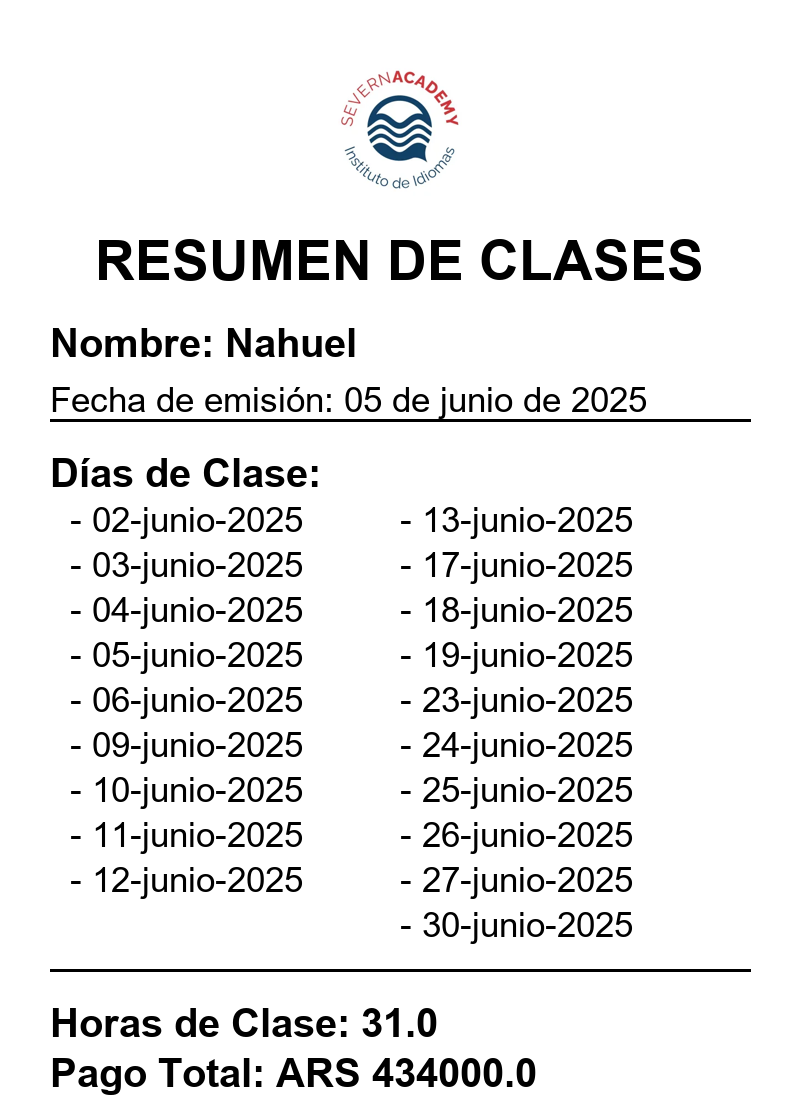 SEVERNACADEMY
Instituto de Idiomas
RESUMEN DE CLASES
Nombre: Nahuel
Fecha de emisión: 05 de junio de 2025
Días de Clase:
- 02-junio-2025
- 03-junio-2025
- 04-junio-2025
- 05-junio-2025
- 06-junio-2025
- 09-junio-2025
- 10-junio-2025
- 11-junio-2025
- 12-junio-2025
- 13-junio-2025
- 17-junio-2025
- 18-junio-2025
- 19-junio-2025
- 23-junio-2025
- 24-junio-2025
- 25-junio-2025
- 26-junio-2025
- 27-junio-2025
- 30-junio-2025
Horas de Clase: 31.0
Pago Total: ARS 434000.0